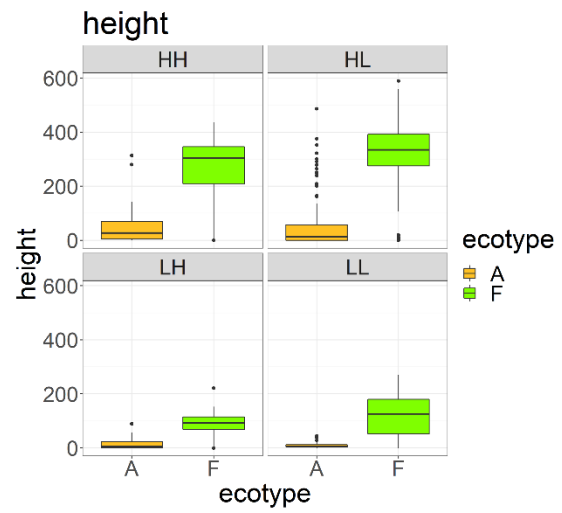 height
HH HL
600
400
200
0
LH LL
600
400
200
0
height
A F A F
ecotype
ecotype
A
F